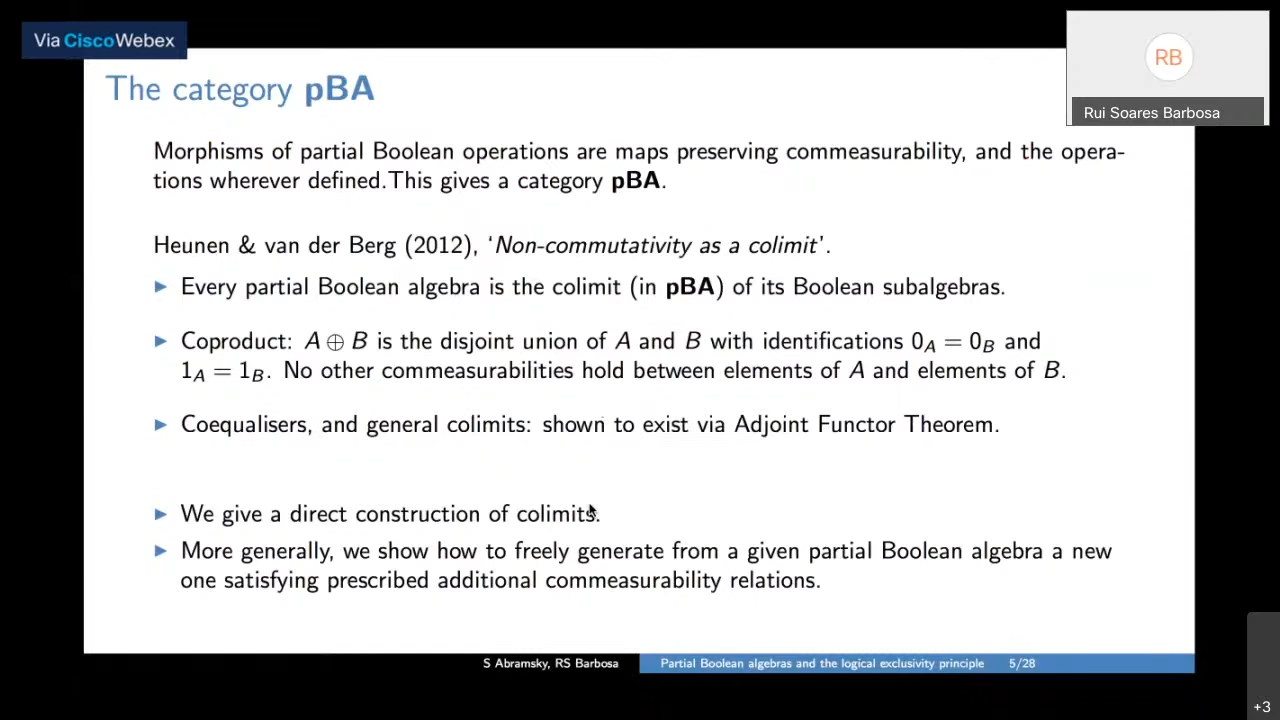 Via Cisco Webex
RB
Rui Soares Barbosa
The category pBA
Morphisms of partial Boolean operations are maps preserving commeasurability, and the opera-
tions wherever defined.This gives a category pBA.
Heunen & van der Berg (2012), ‘Non-commutativity as a colimit’.
▶ Every partial Boolean algebra is the colimit (in pBA) of its Boolean subalgebras.
▶ Coproduct: A ⊕ B is the disjoint union of A and B with identifications 0_A = 0_B and
1_A = 1_B. No other commeasurabilities hold between elements of A and elements of B.
▶ Coequalisers, and general colimits: shown to exist via Adjoint Functor Theorem.
▶ We give a direct construction of colimits.
▶ More generally, we show how to freely generate from a given partial Boolean algebra a new
one satisfying prescribed additional commeasurability relations.
S Abramsky, RS Barbosa Partial Boolean algebras and the logical exclusivity principle 5/28
+3